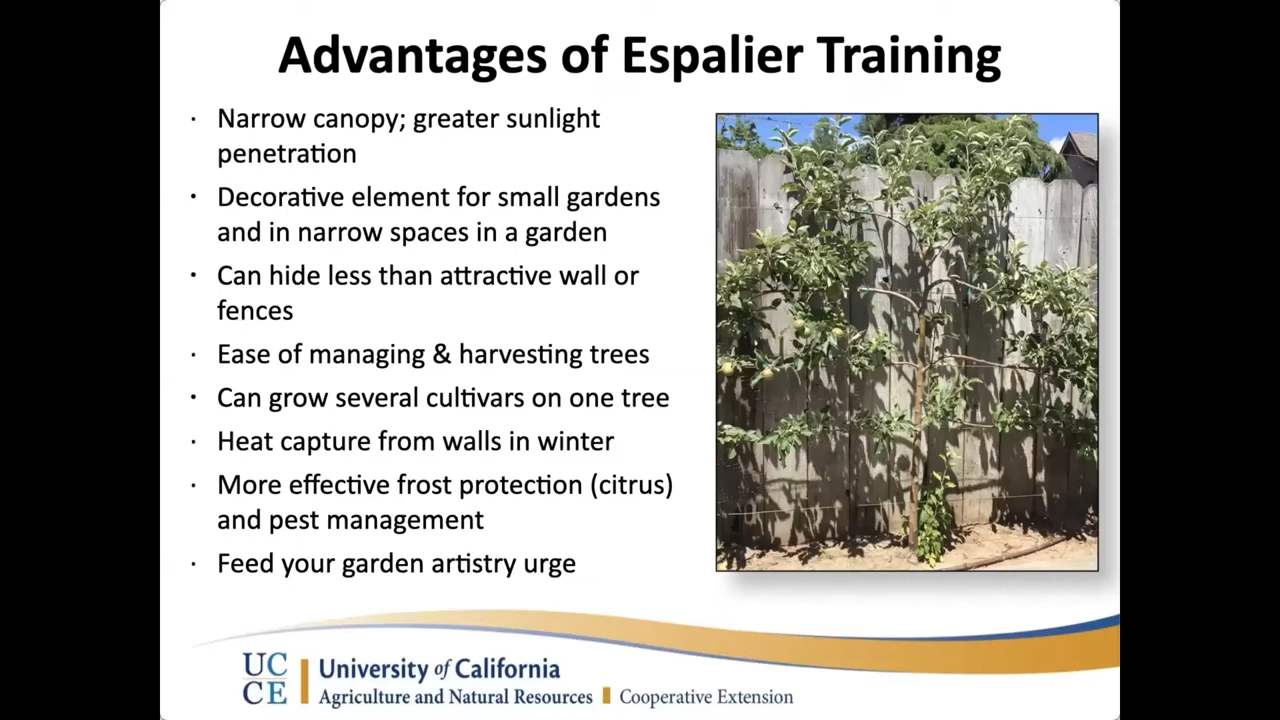 Advantages of Espalier Training
· Narrow canopy; greater sunlight
penetration
· Decorative element for small gardens
and in narrow spaces in a garden
· Can hide less than attractive wall or
fences
· Ease of managing & harvesting trees
· Can grow several cultivars on one tree
· Heat capture from walls in winter
· More effective frost protection (citrus)
and pest management
· Feed your garden artistry urge
UC
CE
University of California
Agriculture and Natural Resources Cooperative Extension